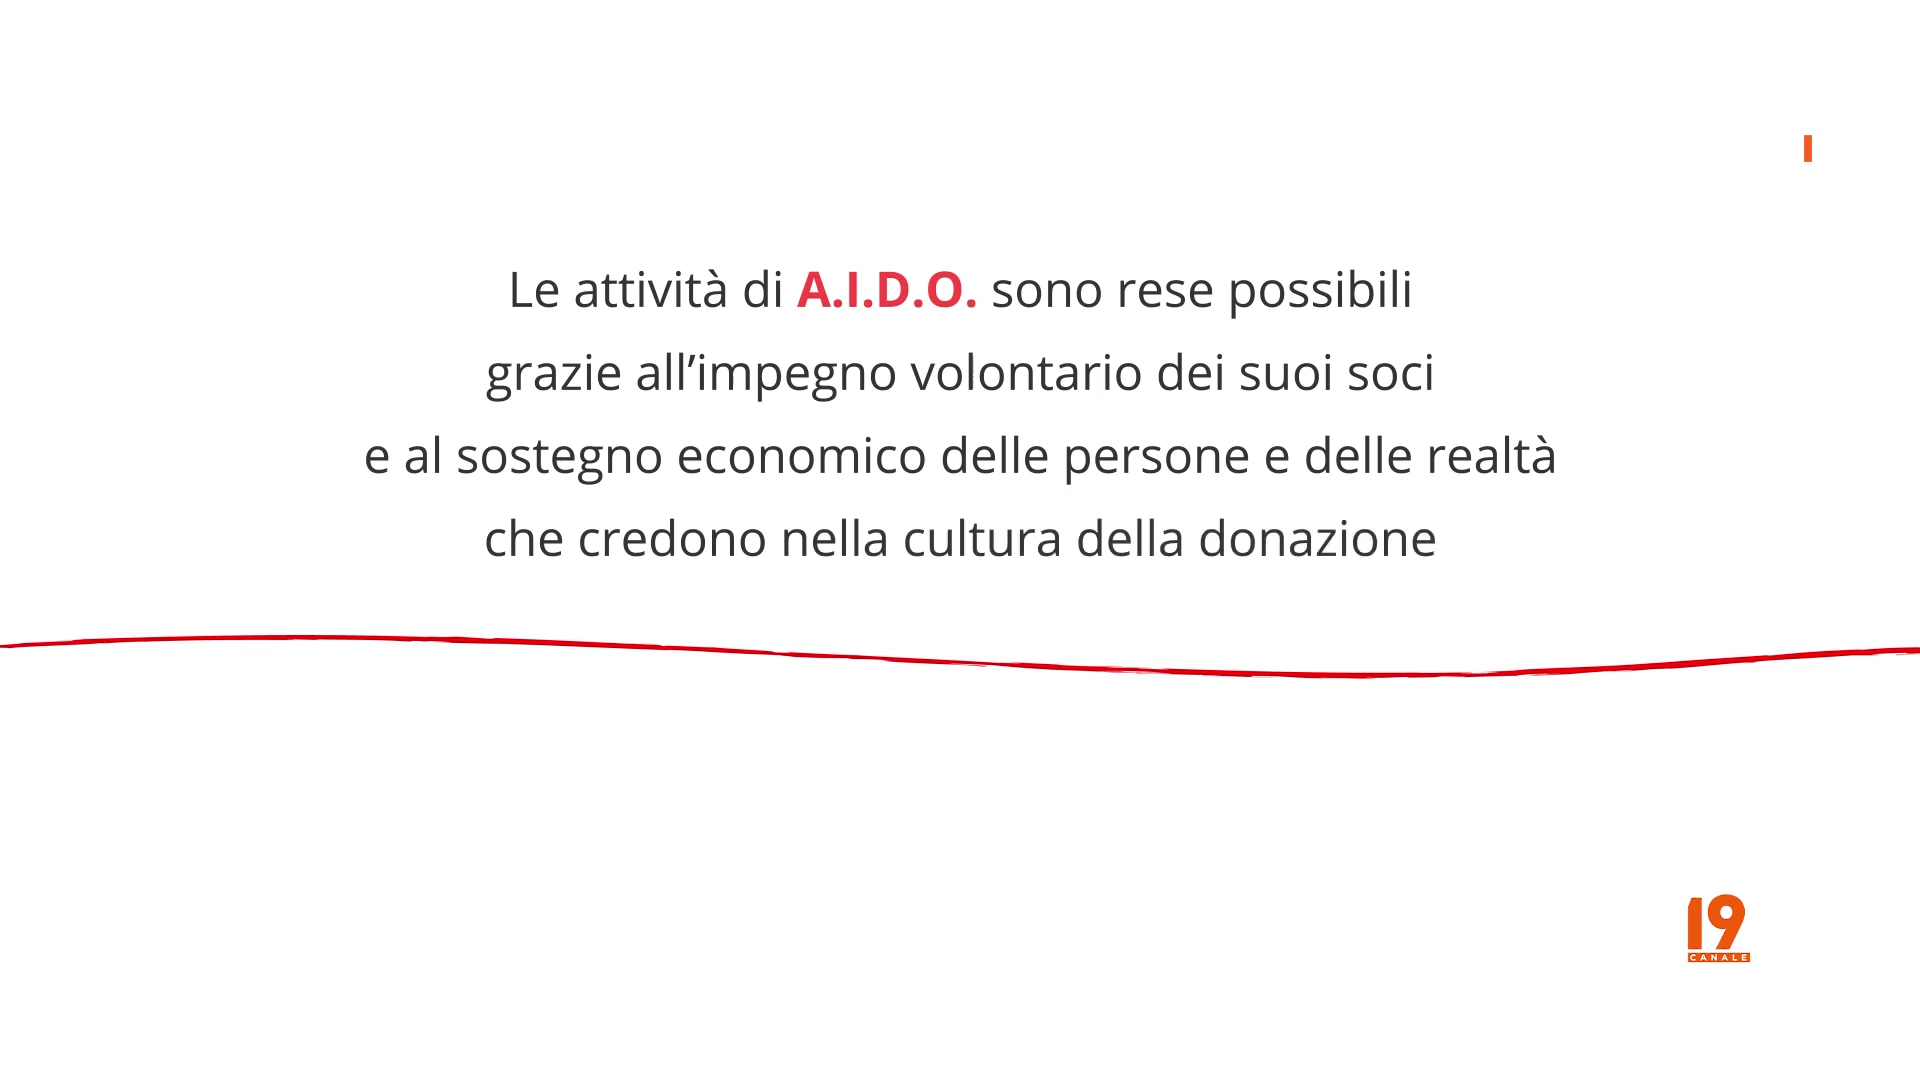 Le attività di A.I.D.O. sono rese possibili
grazie all’impegno volontario dei suoi soci
e al sostegno economico delle persone e delle realtà
che credono nella cultura della donazione
19
CANALE